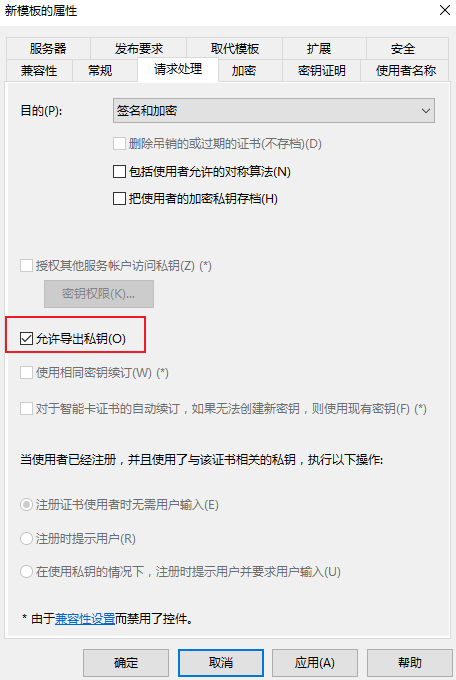 新模板的属性
服务器 发布要求 取代模板 扩展 安全
兼容性 常规 请求处理 加密 密钥证明 使用者名称
目的(P): 签名和加密
删除吊销的或过期的证书(不存档)(D)
包括使用者允许的对称算法(N)
把使用者的加密私钥存档(H)
授权其他服务帐户访问私钥(Z) (*)
密钥权限(K)...
允许导出私钥(O)
使用相同密钥续订(W) (*)
对于智能卡证书的自动续订，如果无法创建新密钥，则使用现有密钥(F) (*)
当使用者已经注册，并且使用了与该证书相关的私钥，执行以下操作:
注册证书使用者时无需用户输入(E)
注册时提示用户(R)
在使用私钥的情况下，注册时提示用户并要求用户输入(U)
* 由于兼容性设置而禁用了控件。
确定 取消 应用(A) 帮助